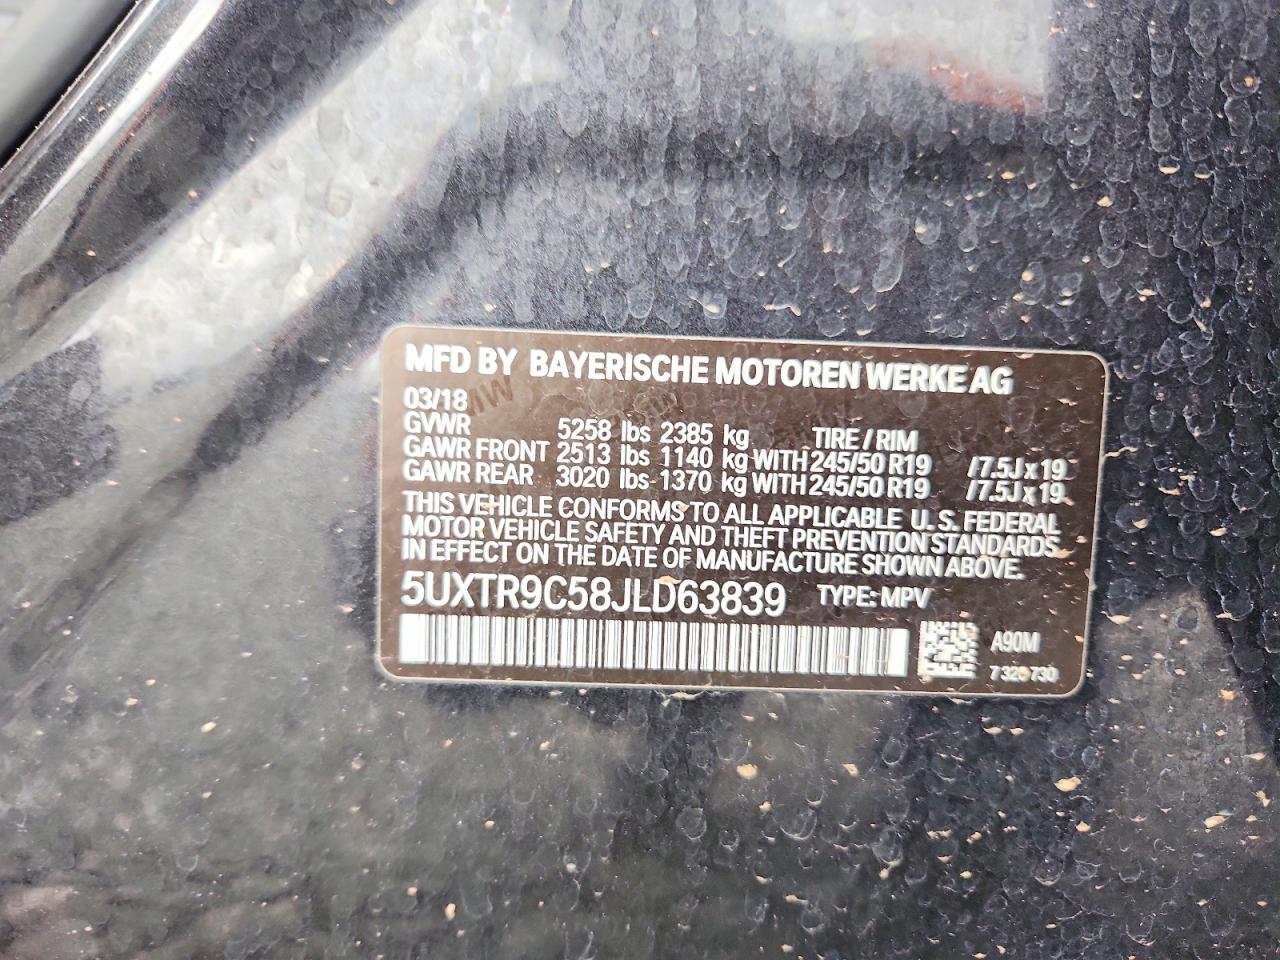 MFD BY BAYERISCHE MOTOREN WERKE AG
03/18
GVWR 5258 lbs 2385 kg TIRE / RIM
GAWR FRONT 2513 lbs 1140 kg WITH 245/50 R19 /7.5J x 19
GAWR REAR 3020 lbs 1370 kg WITH 245/50 R19 /7.5J x 19
THIS VEHICLE CONFORMS TO ALL APPLICABLE U. S. FEDERAL
MOTOR VEHICLE SAFETY AND THEFT PREVENTION STANDARDS
IN EFFECT ON THE DATE OF MANUFACTURE SHOWN ABOVE.
5UXTR9C58JLD63839 TYPE: MPV
A90M